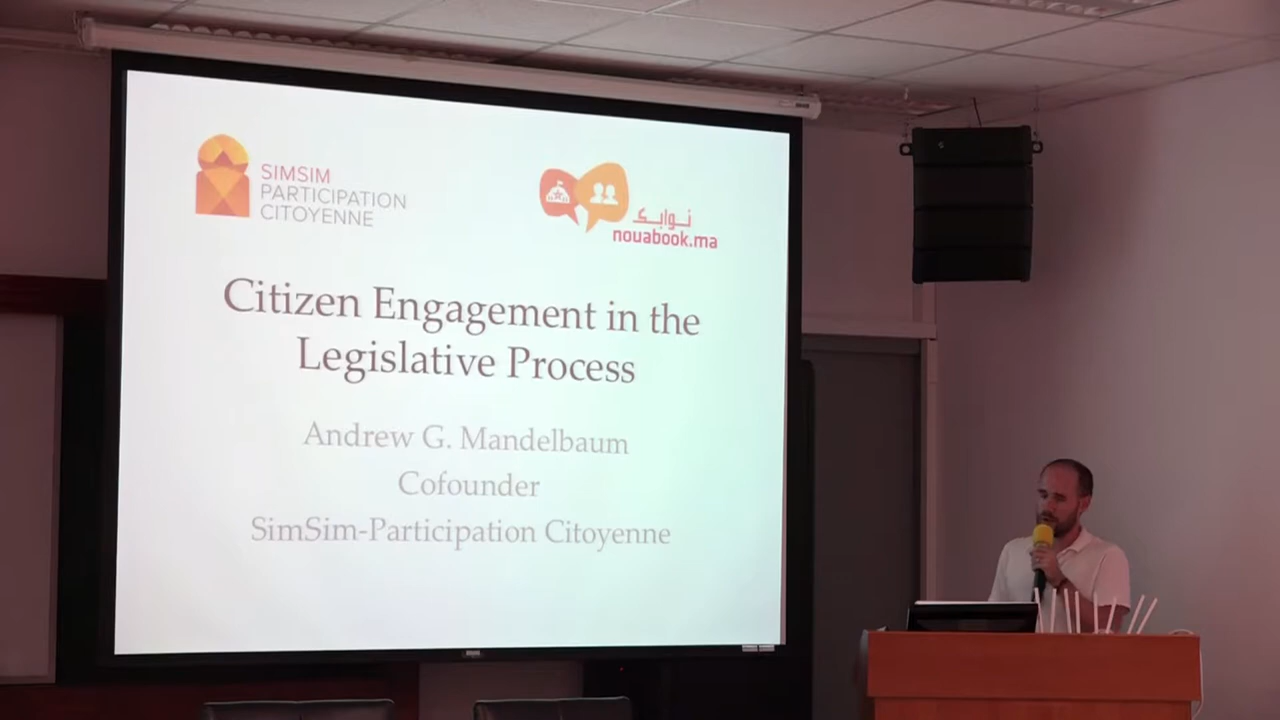 SIMSIM
PARTICIPATION
CITOYENNE
نوابك
nouabook.ma
Citizen Engagement in the
Legislative Process
Andrew G. Mandelbaum
Cofounder
SimSim-Participation Citoyenne